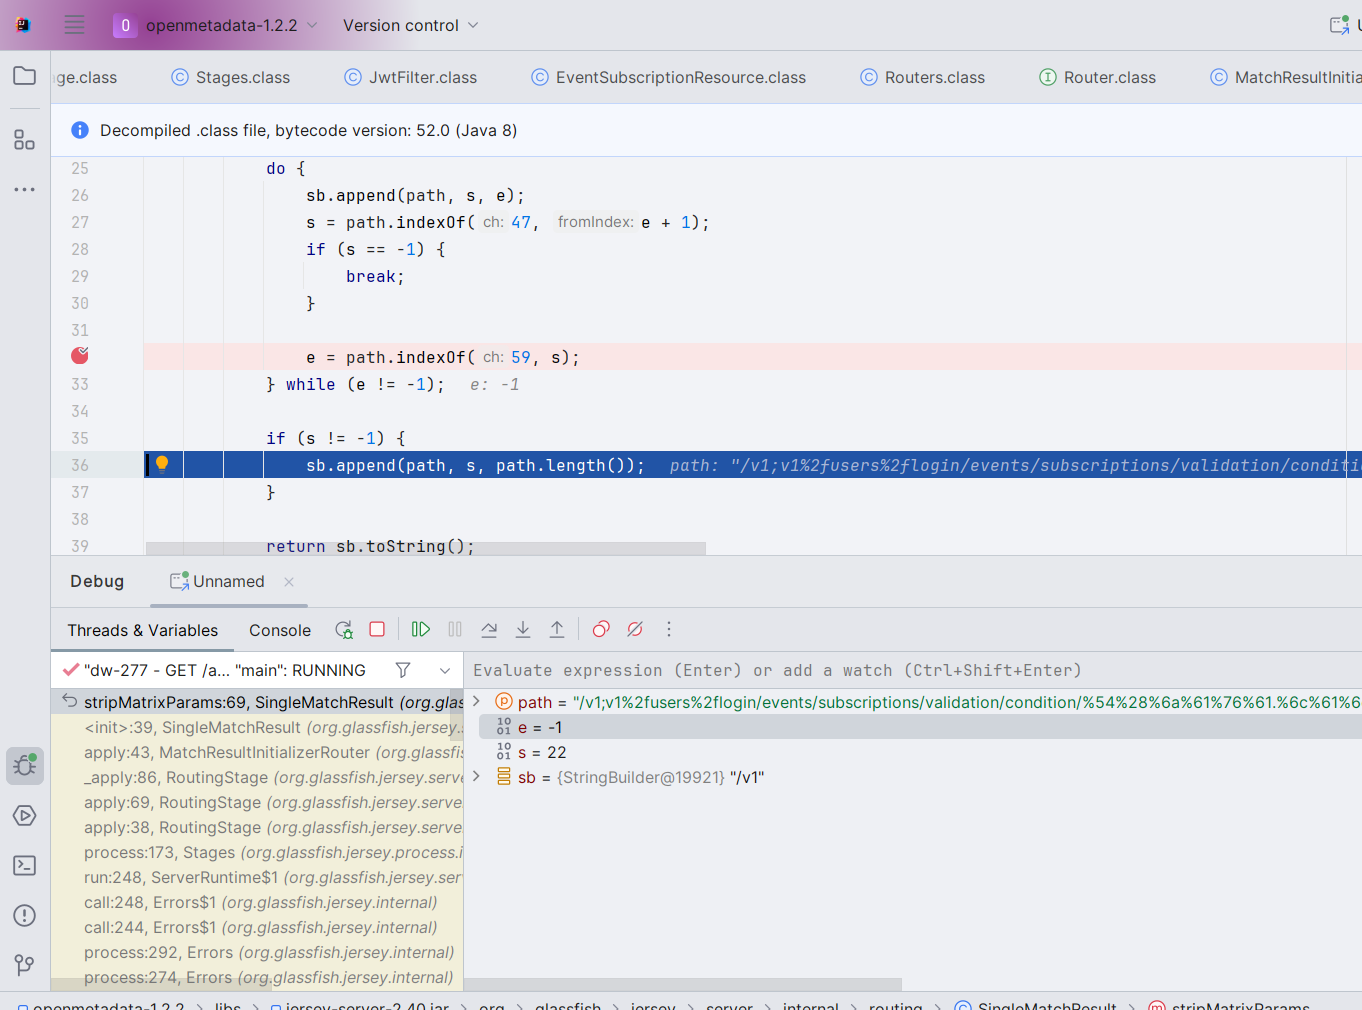 O openmetadata-1.2.2 Version control U
ge.class Stages.class JwtFilter.class EventSubscriptionResource.class Routers.class Router.class MatchResultInitia
Decompiled .class file, bytecode version: 52.0 (Java 8)
25 do {
26 sb.append(path, s, e);
27 s = path.indexOf( ch: 47, fromIndex: e + 1);
28 if (s == -1) {
29 break;
30 }
31
e = path.indexOf( ch: 59, s);
33 } while (e != -1); e: -1
34
35 if (s != -1) {
36 sb.append(path, s, path.length()); path: "/v1;v1%2fusers%2flogin/events/subscriptions/validation/conditi
37 }
38
39 return sb.toString();
Debug Unnamed
Threads & Variables Console
"dw-277 - GET /a... "main": RUNNING
Evaluate expression (Enter) or add a watch (Ctrl+Shift+Enter)
stripMatrixParams:69, SingleMatchResult (org.glas
<init>:39, SingleMatchResult (org.glassfish.jersey.s
apply:43, MatchResultInitializerRouter (org.glassfis
_apply:86, RoutingStage (org.glassfish.jersey.serve
apply:69, RoutingStage (org.glassfish.jersey.server.
apply:38, RoutingStage (org.glassfish.jersey.server.
process:173, Stages (org.glassfish.jersey.process.i
run:248, ServerRuntime$1 (org.glassfish.jersey.ser
call:248, Errors$1 (org.glassfish.jersey.internal)
call:244, Errors$1 (org.glassfish.jersey.internal)
process:292, Errors (org.glassfish.jersey.internal)
process:274, Errors (org.glassfish.jersey.internal)
path = "/v1;v1%2fusers%2flogin/events/subscriptions/validation/condition/%54%28%6a%61%76%61.%6c%61%6
e = -1
s = 22
sb = {StringBuilder@19921} "/v1"
openmetadata-1.2.2 > libs > jersey-server-2.40.jar > org > glassfish > jersey > server > internal > routing > SingleMatchResult > stripMatrixParams